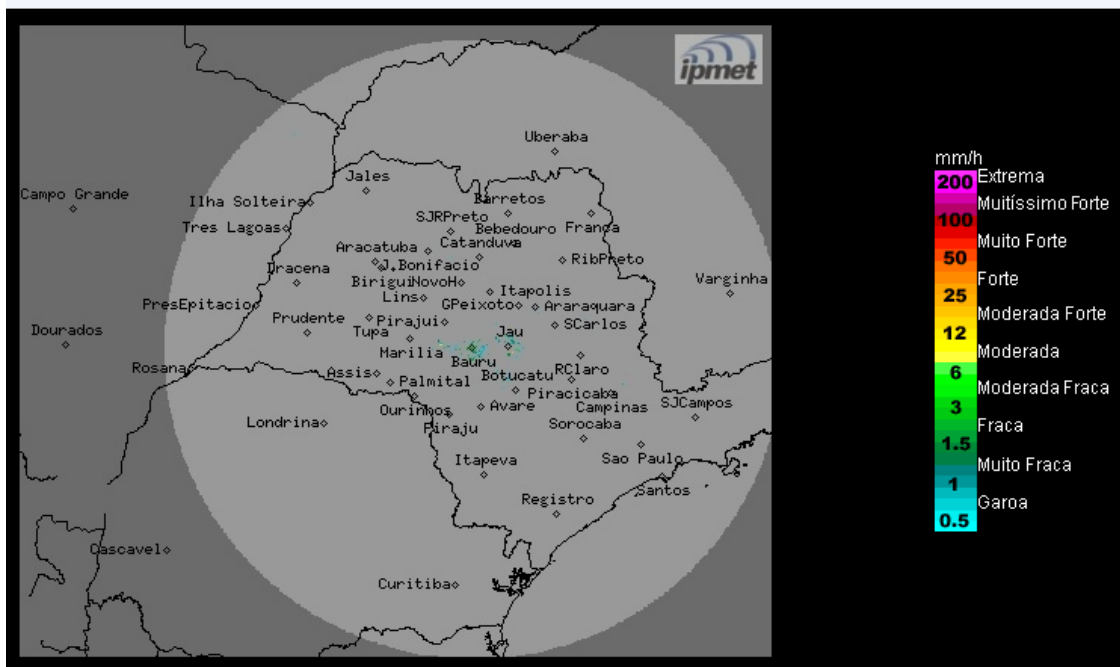 ipmet
Uberaba
Campo Grande
Jales
Ilha Solteira
Barretos
SJRPreto
Tres Lagoas
Bebedouro
Franca
Aracatuba
Catanduva
J.Bonifacio
RibPreto
Dracena
Varginha
BiriguiNovoH
Itapolis
Lins
PresEpitacio
GPeixoto
Araraquara
Prudente
Pirajui
SCarlos
Dourados
Tupa
Jau
Marilia
Bauru
Rosana
Assis
RClaro
Palmital
Botucatu
Piracicaba
Ourinhos
Avare
Campinas
SJCampos
Londrina
Piraju
Sorocaba
Itapeva
Sao Paulo
Santos
Registro
Cascavel
Curitiba
mm/h
200 Extrema
Muitíssimo Forte
100
Muito Forte
50
Forte
25
Moderada Forte
12
Moderada
6
Moderada Fraca
3
Fraca
1.5
Muito Fraca
1
Garoa
0.5